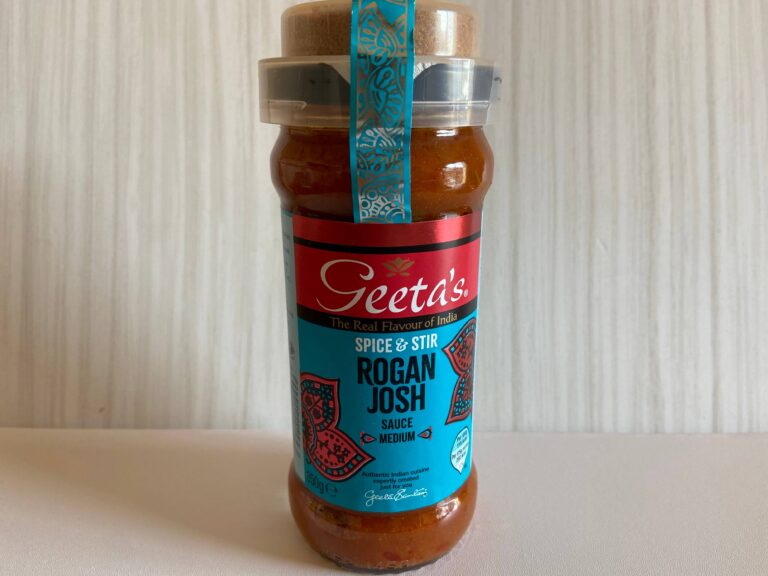 Geeta's®
The Real Flavour of India
SPICE & STIR
ROGAN
JOSH
SAUCE
MEDIUM
Authentic Indian cuisine
expertly created
just for you
350g e